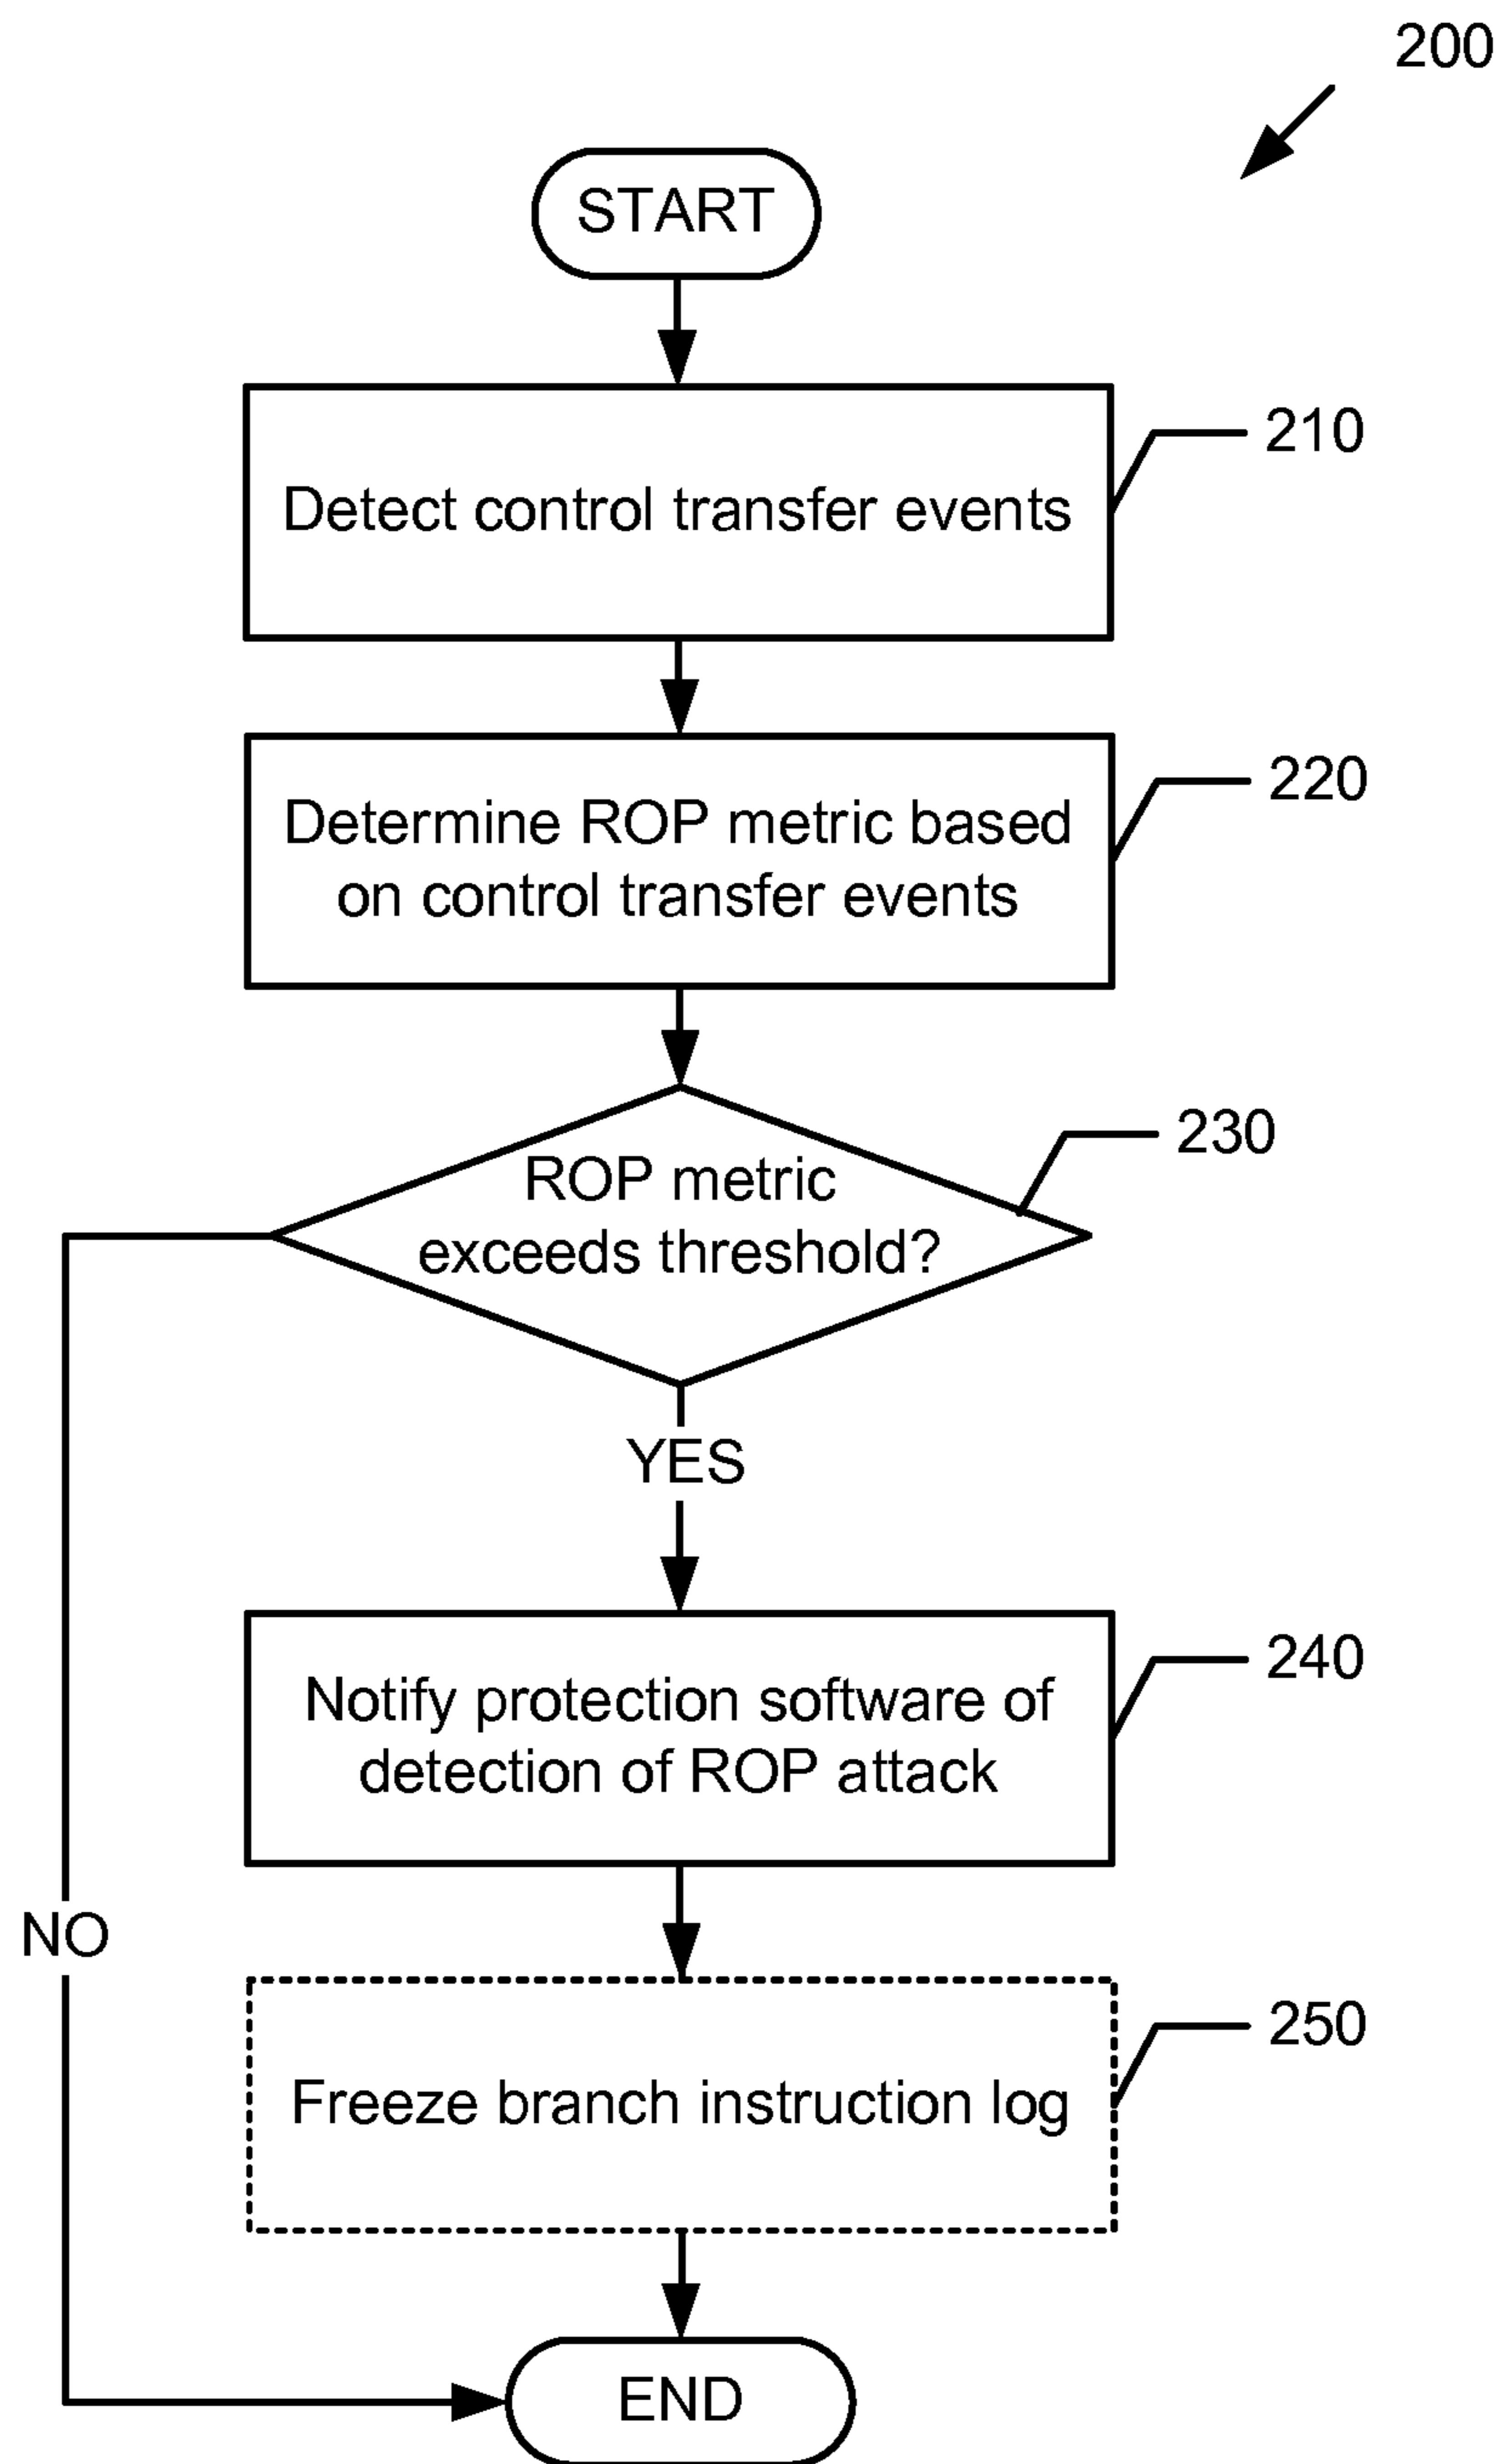 200
START
210
Detect control transfer events
220
Determine ROP metric based
on control transfer events
230
ROP metric
exceeds threshold?
YES
240
Notify protection software of
detection of ROP attack
NO
250
Freeze branch instruction log
END